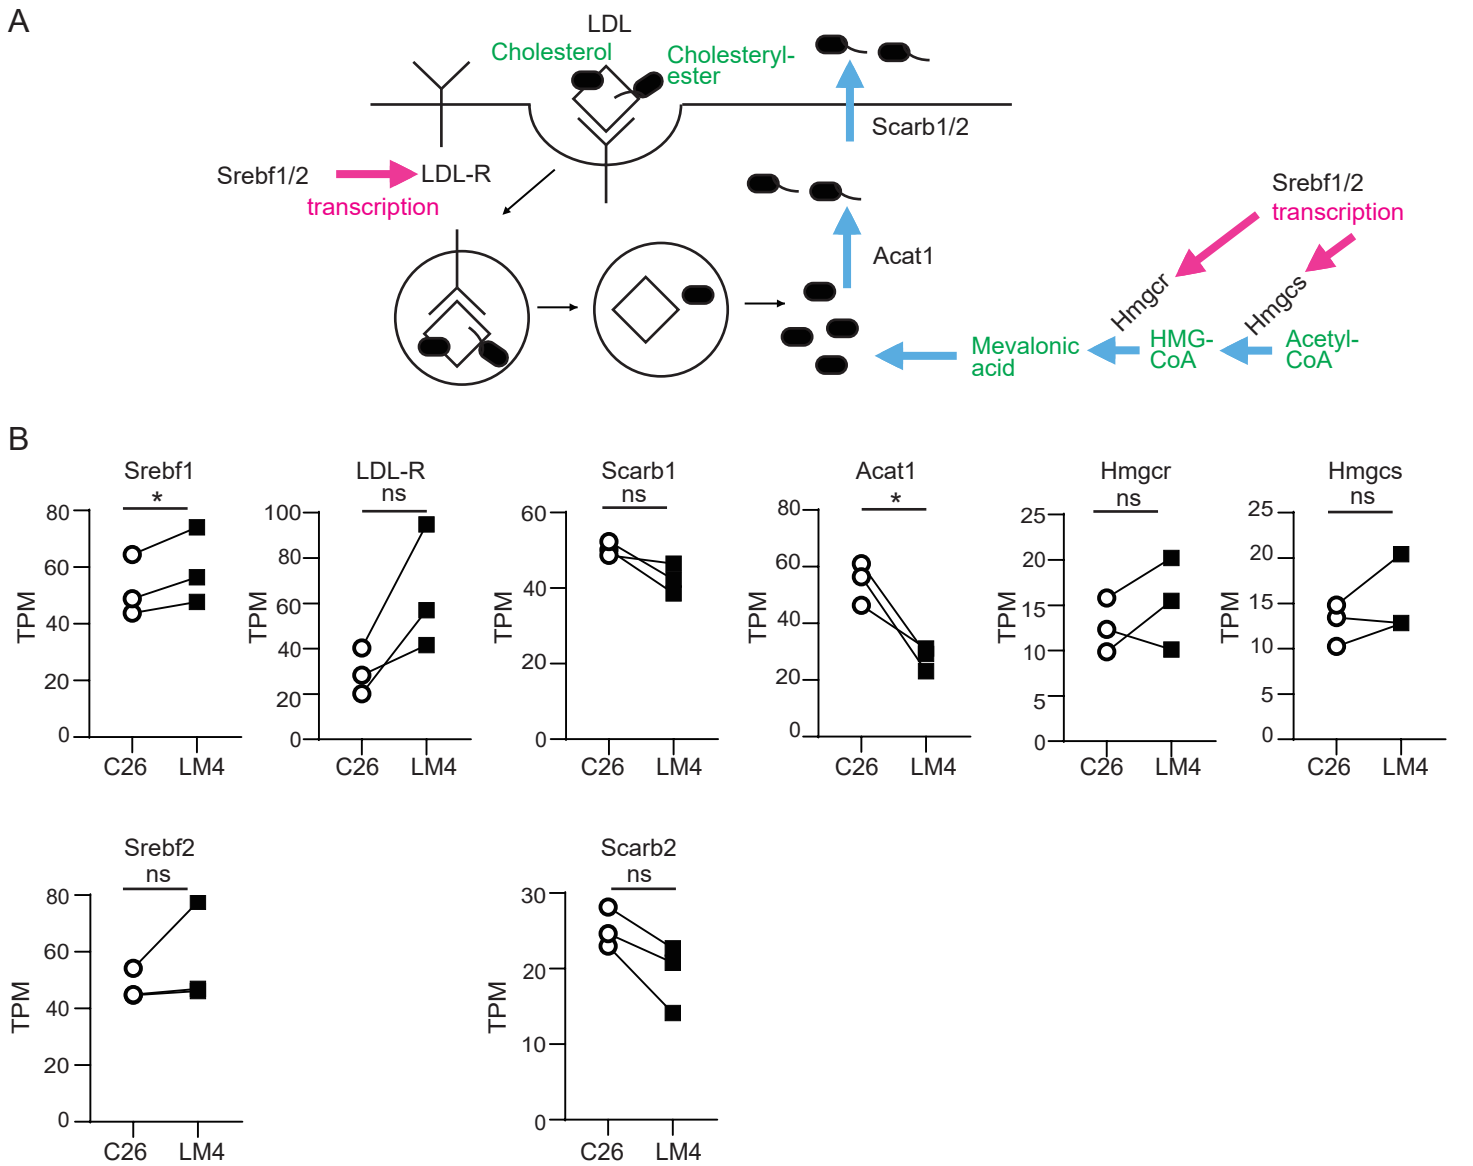 A
LDL
Cholesterol
Cholesteryl-
ester
Scarb1/2
Srebf1/2
LDL-R
transcription
Srebf1/2
transcription
Acat1
Hmgcr
Hmgcs
Mevalonic
acid
HMG-
CoA
Acetyl-
CoA
B
Srebf1
*
80
60
40
20
0
TPM
C26 LM4
LDL-R
ns
100
80
60
40
20
0
TPM
C26 LM4
Scarb1
ns
60
40
20
0
TPM
C26 LM4
Acat1
*
80
60
40
20
0
TPM
C26 LM4
Hmgcr
ns
25
20
15
10
5
0
TPM
C26 LM4
Hmgcs
ns
25
20
15
10
5
0
TPM
C26 LM4
Srebf2
ns
80
60
40
20
0
TPM
C26 LM4
Scarb2
ns
30
20
10
0
TPM
C26 LM4